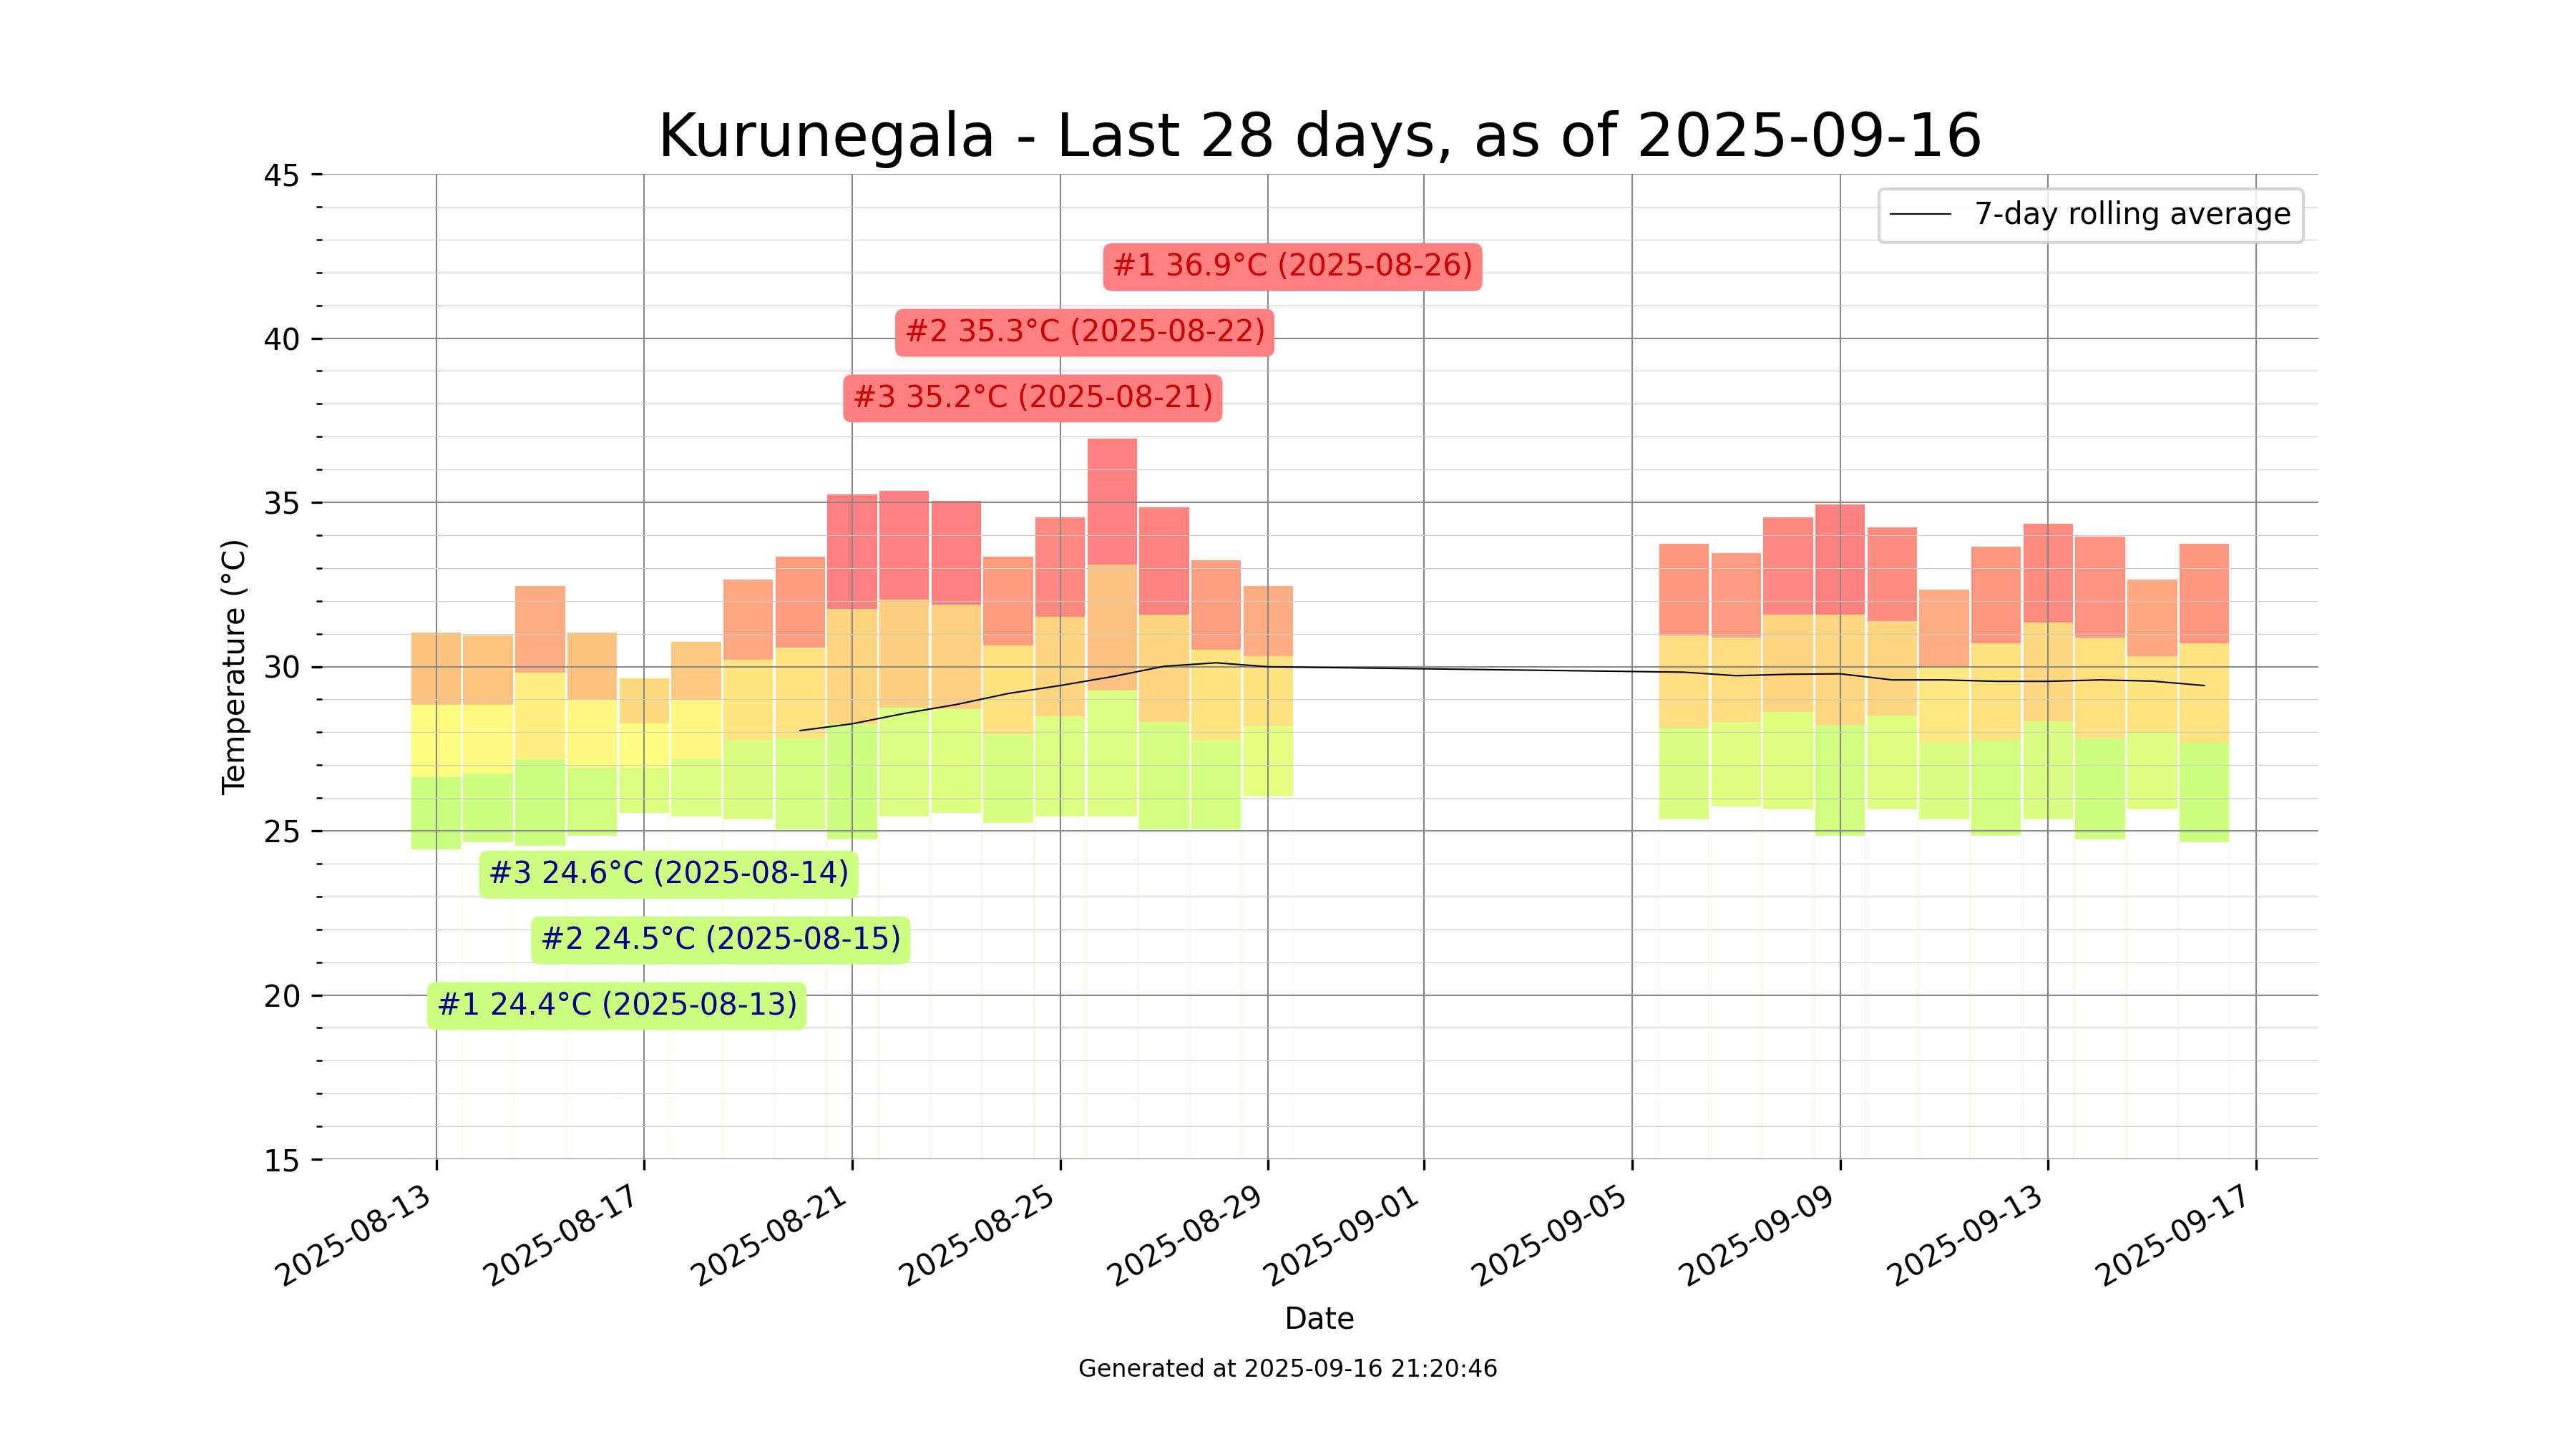 Kurunegala - Last 28 days, as of 2025-09-16
7-day rolling average
#1 36.9°C (2025-08-26)
#2 35.3°C (2025-08-22)
#3 35.2°C (2025-08-21)
#3 24.6°C (2025-08-14)
#2 24.5°C (2025-08-15)
#1 24.4°C (2025-08-13)
Temperature (°C)
45
40
35
30
25
20
15
2025-08-13
2025-08-17
2025-08-21
2025-08-25
2025-08-29
2025-09-01
2025-09-05
2025-09-09
2025-09-13
2025-09-17
Date
Generated at 2025-09-16 21:20:46